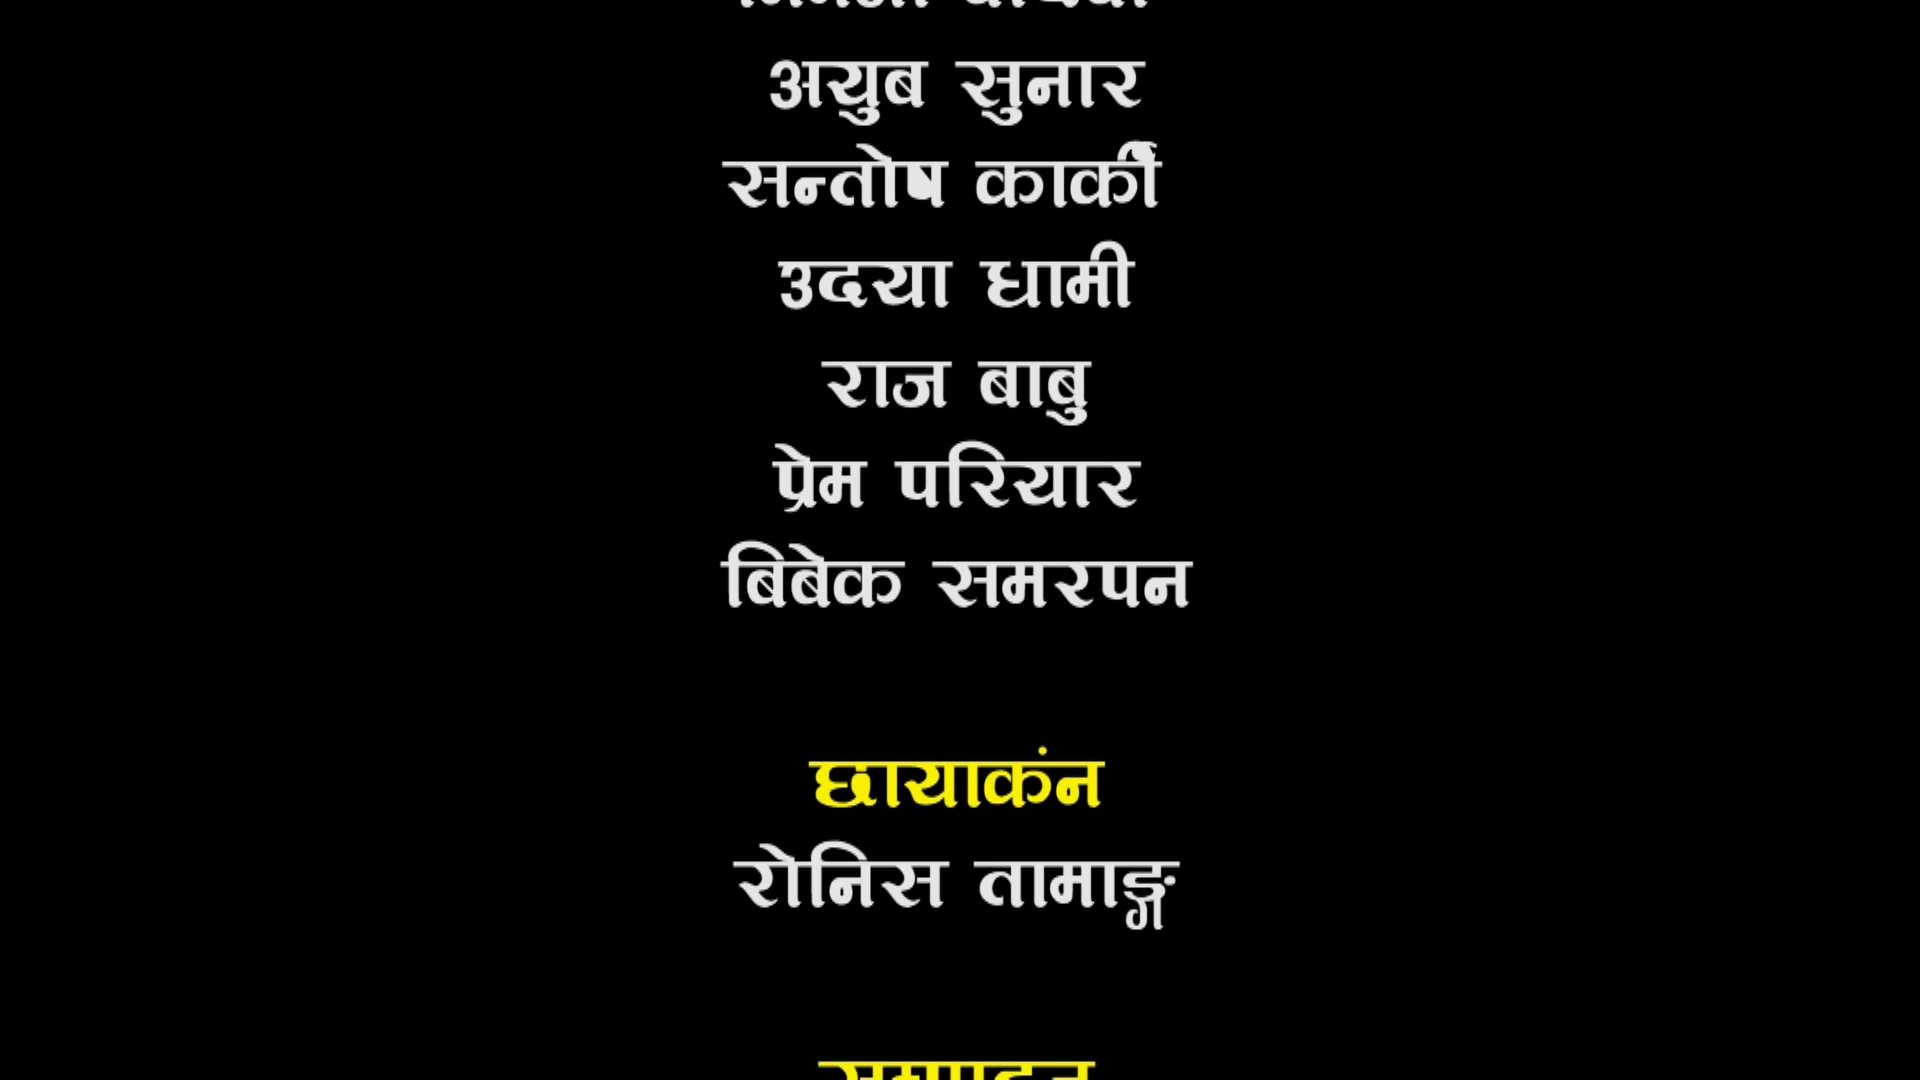 अयुब सुनार
सन्तोष कार्की
उदया धामी
राज बाबु
प्रेम परियार
बिबेक समरपन
छायाकंन
रोनिस तामाङ्ग